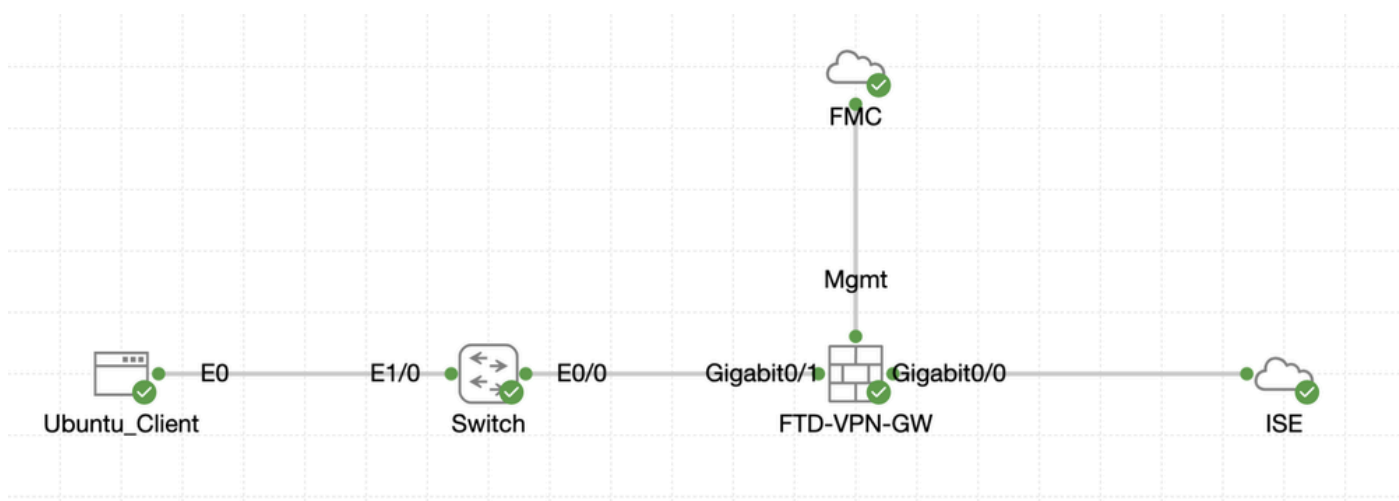 FMC
Mgmt
E0 E1/0 E0/0 Gigabit0/1 Gigabit0/0
Ubuntu_Client Switch FTD-VPN-GW ISE